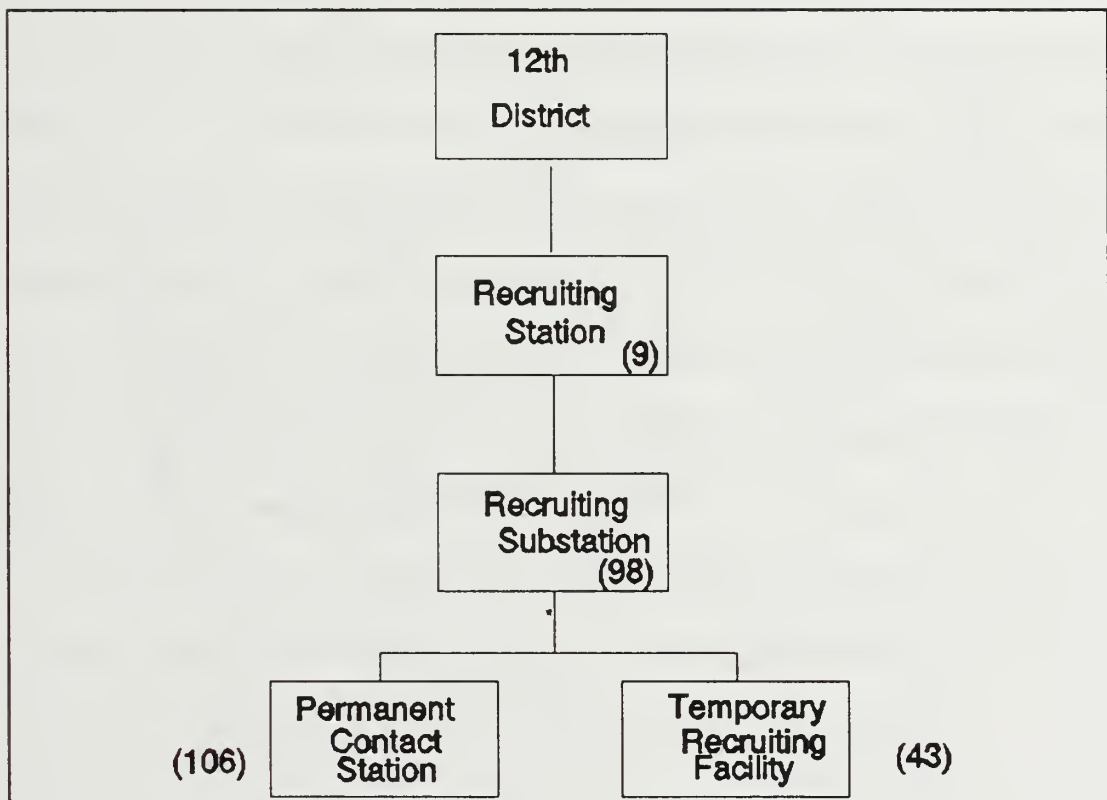 12th
District
Recruiting
Station
(9)
Recruiting
Substation
(98)
Permanent
Contact
Station
(106)
Temporary
Recruiting
Facility
(43)